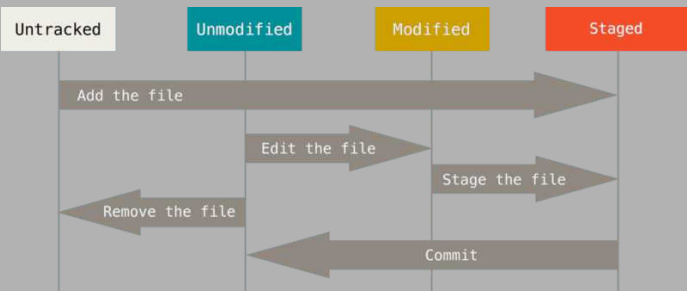 Untracked
Unmodified
Modified
Staged
Add the file
Edit the file
Stage the file
Remove the file
Commit